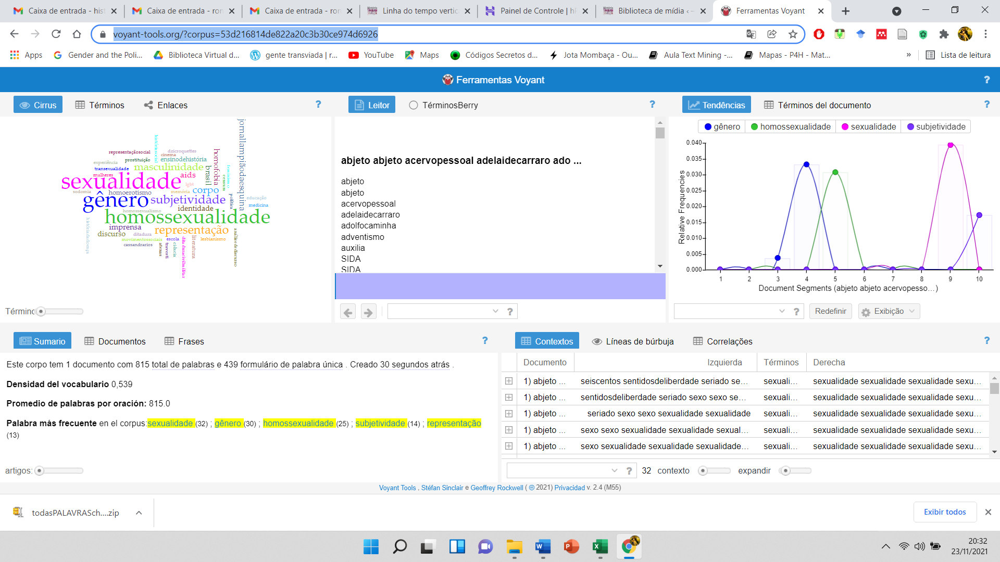 Caixa de entrada - hist
Caixa de entrada - ron
Caixa de entrada - ron
Linha do tempo vertic
Painel de Controle | hP
Biblioteca de mídia ‹ –
Ferramentas Voyant
voyant-tools.org/?corpus=53d216814de822a20c3b30ce974d6926
Apps
Gender and the Poli...
Biblioteca Virtual d...
gente transviada | r...
YouTube
Maps
Códigos Secretos d...
Jota Mombaça - Ou...
Aula Text Mining -...
Mapas - P4H - Mat...
»
Lista de leitura
Ferramentas Voyant
?
Cirrus
Términos
Enlaces
?
jornallampiãodaesquina
representaçãosocial
dzicroquettes
cinema
homofobia
experiência
prostituição
ensinodehistória
transexualidade
masculinidade
brasil
mulheres
aids
censura
sexualidade
lgbt
sodomia
homoerotismo
memória
corpo
política
educação
gênero
subjetividade
medicina
homossexualismo
identidade
homossexualidade
imprensa
representação
discurso
ditadura
movimentossociais
escola
literatura
lesbianismo
cassandrarios
atenas
travesti
ciência
ditaduracivilmilitar
análisededdiscurso
Término
Leitor
TérminosBerry
?
abjeto abjeto acervopessoal adelaidecarraro ado ...
abjeto
abjeto
acervopessoal
adelaidecarraro
adolfocaminha
adventismo
auxilia
SIDA
SIDA
?
Tendências
Términos del documento
?
gênero
homossexualidade
sexualidade
subjetividade
Relative Frequencies
0.040
0.035
0.030
0.025
0.020
0.015
0.010
0.005
0.000
1 2 3 4 5 6 7 8 9 10
Document Segments (abjeto abjeto acervopesso…)
?
Redefinir
Exibição
Sumario
Documentos
Frases
?
Este corpo tem 1 documento com 815 total de palabras e 439 formulário de palabra única . Creado 30 segundos atrás .
Densidad del vocabulario 0,539
Promedio de palabras por oración: 815.0
Palabra más frecuente en el corpus:sexualidade (32) ; gênero (30) ; homossexualidade (25) ; subjetividade (14) ; representação
(13)
artigos:
Contextos
Líneas de búrbuja
Correlações
?
Documento Izquierda Términos Derecha
1) abjeto ... seiscentos sentidosdeliberdade seriado se... sexuali... sexualidade sexualidade sexualidade sexu...
1) abjeto ... sentidosdeliberdade seriado sexo sexo se... sexuali... sexualidade sexualidade sexualidade sexu...
1) abjeto ... seriado sexo sexo sexualidade sexualidade sexuali... sexualidade sexualidade sexualidade sexu...
1) abjeto ... sexo sexo sexualidade sexualidade sexual... sexuali... sexualidade sexualidade sexualidade sexu...
1) abjeto ... sexo sexualidade sexualidade sexualidade... sexuali... sexualidade sexualidade sexualidade sexu...
? 32 contexto expandir
Voyant Tools , Stéfan Sinclair e Geoffrey Rockwell ( 2021) Privacidad v. 2.4 (M55)
todasPALAVRASch....zip
Exibir todos
20:32
23/11/2021